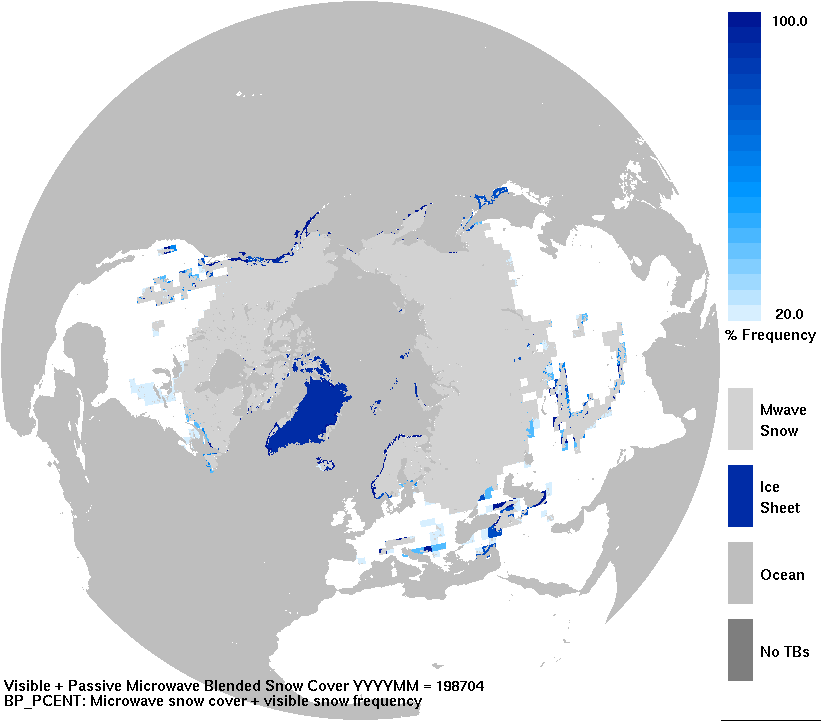 100.0
20.0
% Frequency
Mwave
Snow
Ice
Sheet
Ocean
No TBs
Visible + Passive Microwave Blended Snow Cover YYYYMM = 198704
BP_PCENT: Microwave snow cover + visible snow frequency